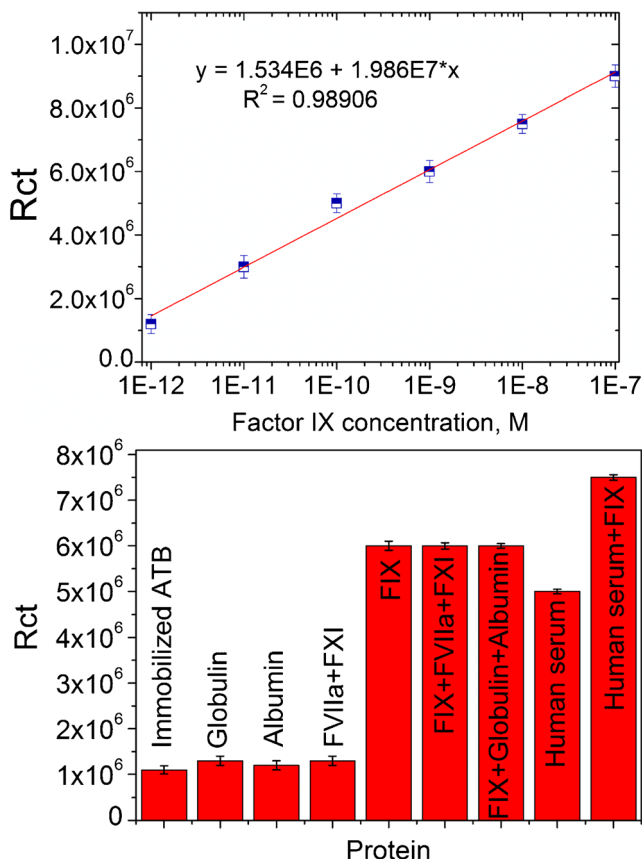 1.0x10⁷
8.0x10⁶
6.0x10⁶
4.0x10⁶
2.0x10⁶
0.0
Rct
y = 1.534E6 + 1.986E7*x
R² = 0.98906
1E-12 1E-11 1E-10 1E-9 1E-8 1E-7
Factor IX concentration, M
8x10⁶
7x10⁶
6x10⁶
5x10⁶
4x10⁶
3x10⁶
2x10⁶
1x10⁶
0
Rct
Immobilized ATB
Globulin
Albumin
FVIIa+FXI
FIX
FIX+FVIIa+FXI
FIX+Globulin+Albumin
Human serum
Human serum+FIX
Protein